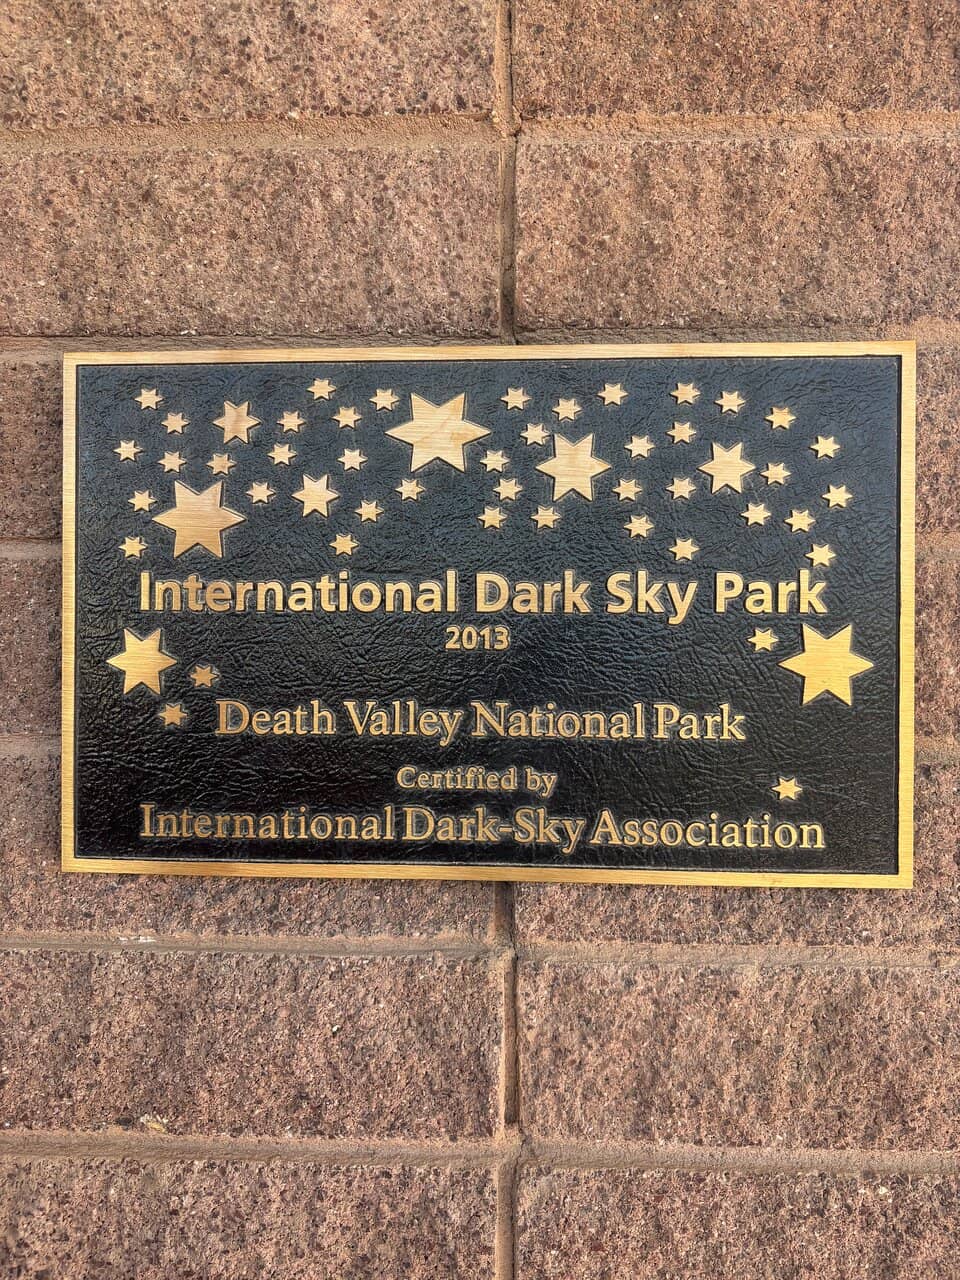 International Dark Sky Park
2013
Death Valley National Park
Certified by
International Dark-Sky Association